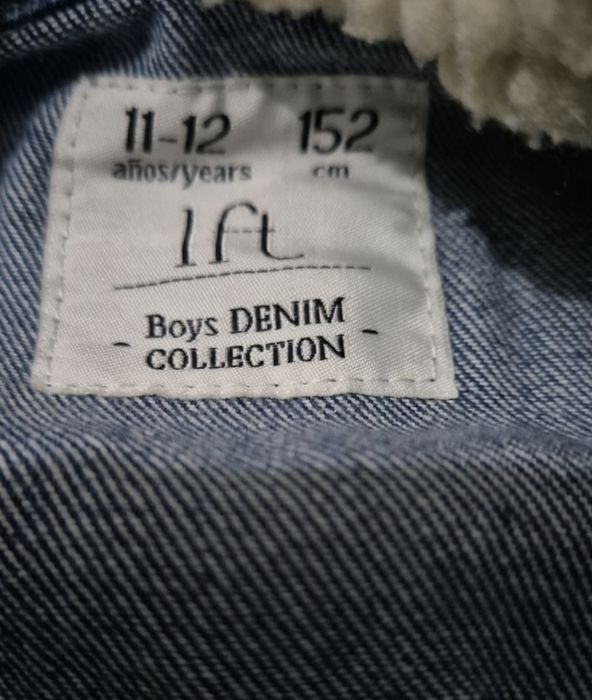 11-12 152
años/years cm
lft
- Boys DENIM -
COLLECTION